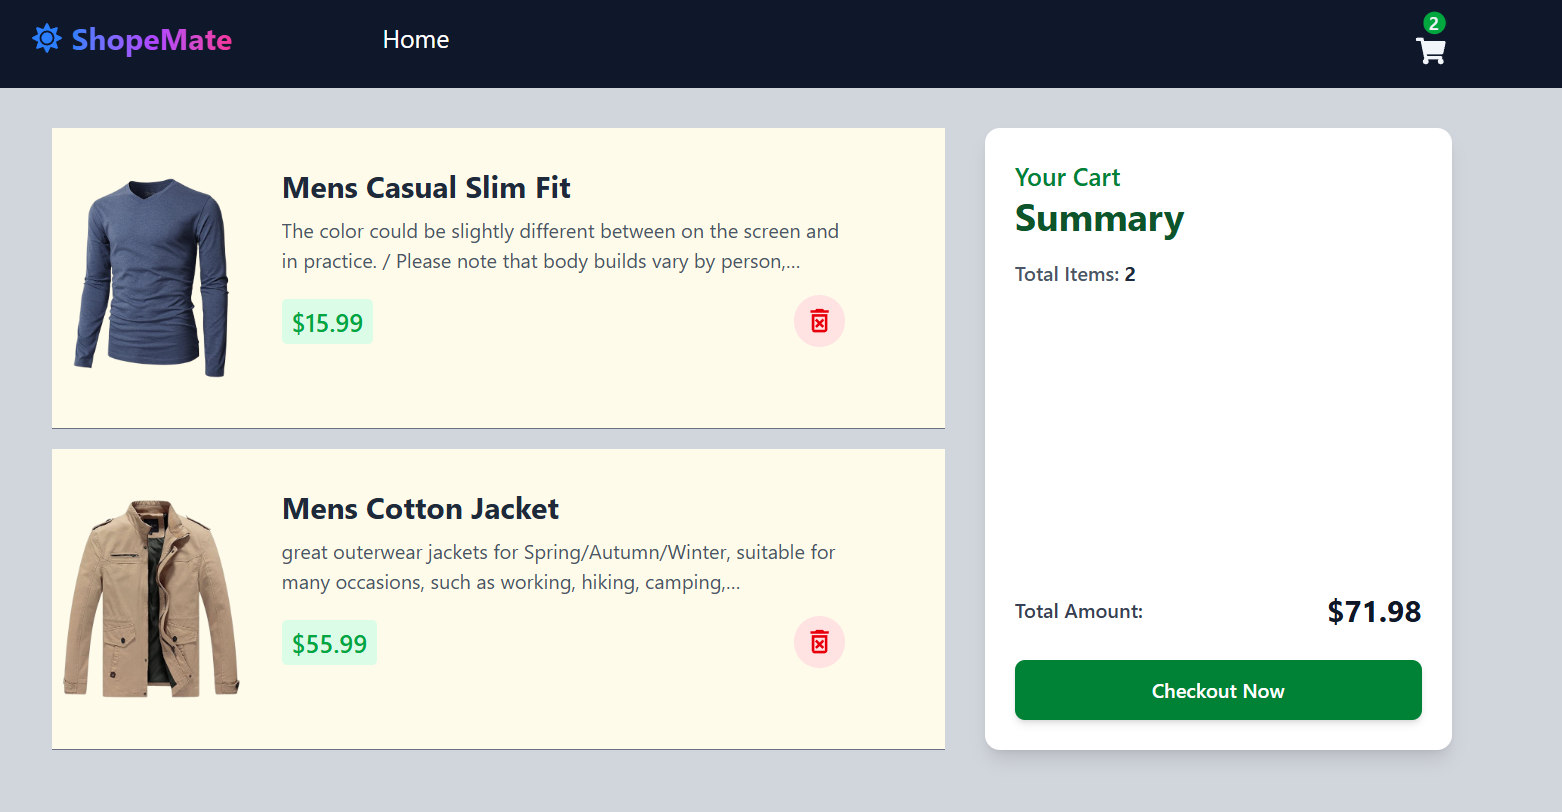 ShopeMate
Home
2
Mens Casual Slim Fit
The color could be slightly different between on the screen and
in practice. / Please note that body builds vary by person,...
$15.99
Mens Cotton Jacket
great outerwear jackets for Spring/Autumn/Winter, suitable for
many occasions, such as working, hiking, camping,...
$55.99
Your Cart
Summary
Total Items: 2
Total Amount: $71.98
Checkout Now